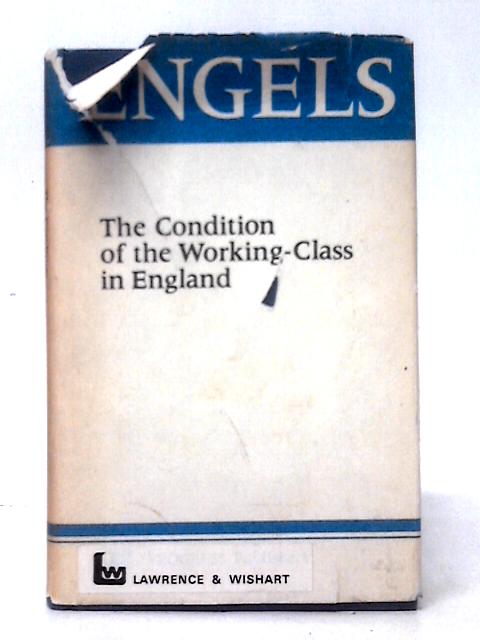 ENGELS
The Condition
of the Working-Class
in England
Lw LAWRENCE & WISHART